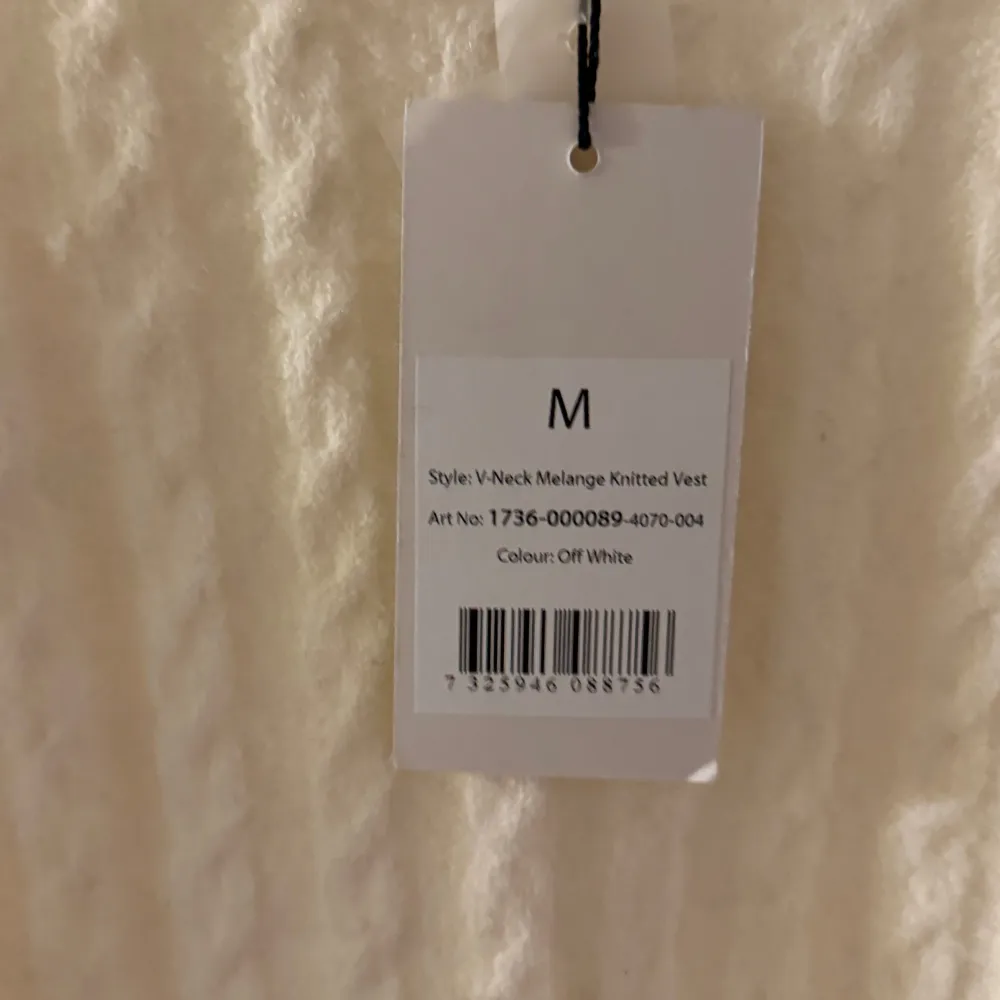 M
Style: V-Neck Melange Knitted Vest
Art No: 1736-000089-4070-004
Colour: Off White
7 325946 088756